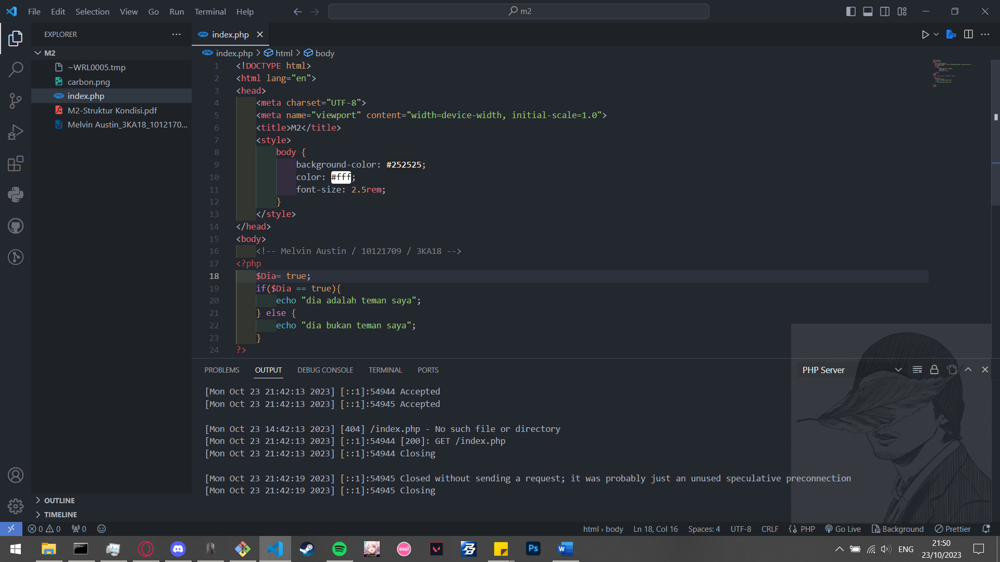 File Edit Selection View Go Run Terminal Help m2
EXPLORER
index.php
M2
~WRL0005.tmp
carbon.png
index.php
M2-Struktur Kondisi.pdf
Melvin Austin_3KA18_1012170...
OUTLINE
TIMELINE
index.php html body
1 <!DOCTYPE html>
2 <html lang="en">
3 <head>
4 <meta charset="UTF-8">
5 <meta name="viewport" content="width=device-width, initial-scale=1.0">
6 <title>M2</title>
7 <style>
8 body {
9 background-color: #252525;
10 color: #fff;
11 font-size: 2.5rem;
12 }
13 </style>
14 </head>
15 <body>
16 <!-- Melvin Austin / 10121709 / 3KA18 -->
17 <?php
18 $Dia= true;
19 if($Dia == true){
20 echo "dia adalah teman saya";
21 } else {
22 echo "dia bukan teman saya";
23 }
24 ?>
PROBLEMS OUTPUT DEBUG CONSOLE TERMINAL PORTS PHP Server
[Mon Oct 23 21:42:13 2023] [::1]:54944 Accepted
[Mon Oct 23 21:42:13 2023] [::1]:54945 Accepted
[Mon Oct 23 14:42:13 2023] [404] /index.php - No such file or directory
[Mon Oct 23 21:42:13 2023] [::1]:54944 [200]: GET /index.php
[Mon Oct 23 21:42:13 2023] [::1]:54944 Closing
[Mon Oct 23 21:42:19 2023] [::1]:54945 Closed without sending a request; it was probably just an unused speculative preconnection
[Mon Oct 23 21:42:19 2023] [::1]:54945 Closing
0 0 0 html › body Ln 18, Col 16 Spaces: 4 UTF-8 CRLF PHP Go Live Background Prettier
osu! Ps W ENG 21:50
23/10/2023